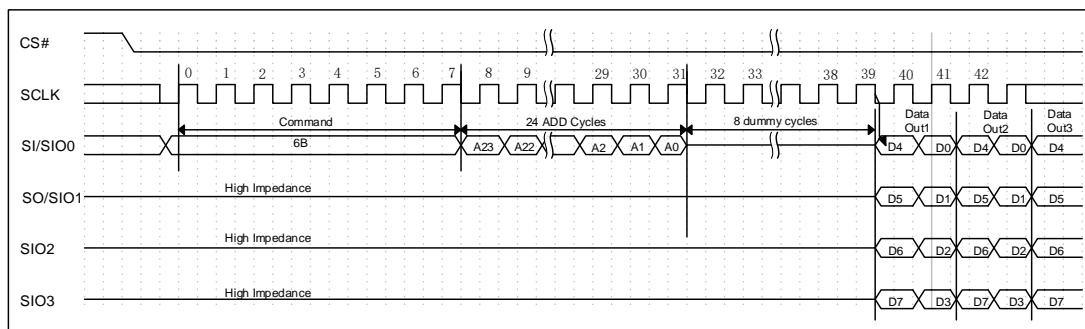 CS#
0 1 2 3 4 5 6 7 8 9 29 30 31 32 33 38 39 40 41 42
SCLK
Command 24 ADD Cycles 8 dummy cycles Data Out1 Data Out2 Data Out3
SI/SIO0 6B A23 A22 A2 A1 A0 D4 D0 D4 D0 D4
SO/SIO1 High Impedance D5 D1 D5 D1 D5
SIO2 High Impedance D6 D2 D6 D2 D6
SIO3 High Impedance D7 D3 D7 D3 D7